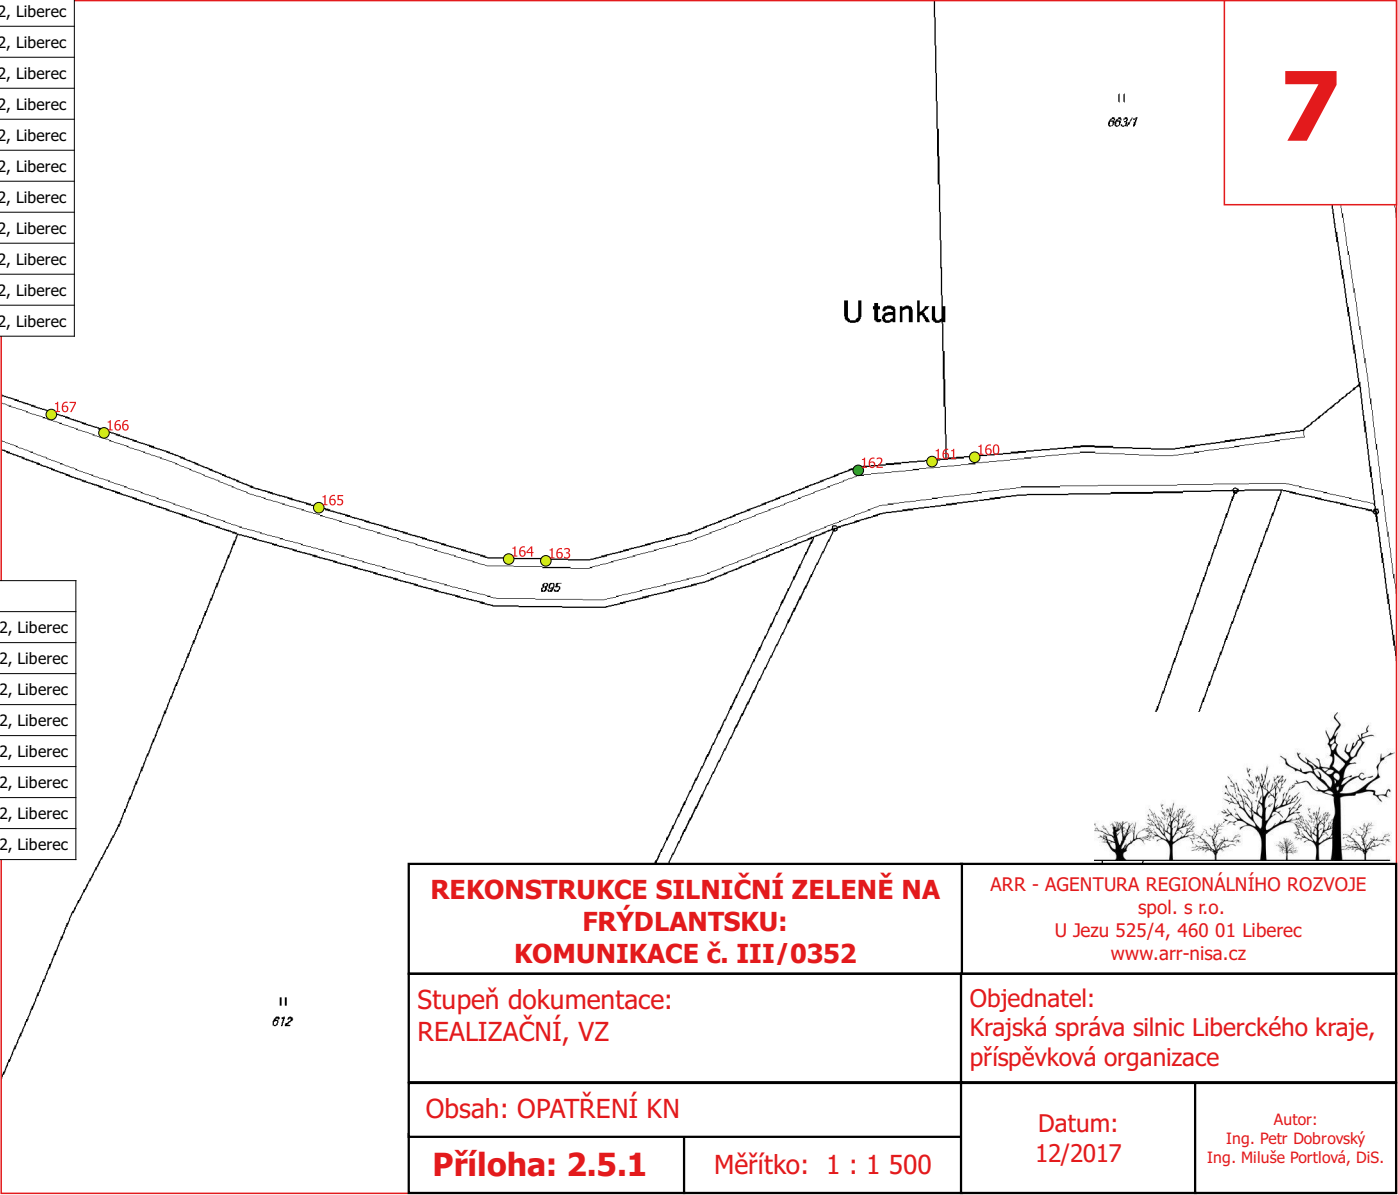 2, Liberec
2, Liberec
2, Liberec
2, Liberec
2, Liberec
2, Liberec
2, Liberec
2, Liberec
2, Liberec
2, Liberec
2, Liberec
7
663/1
U tanku
167
166
165
164
163
162
161
160
895
2, Liberec
2, Liberec
2, Liberec
2, Liberec
2, Liberec
2, Liberec
2, Liberec
2, Liberec
612
REKONSTRUKCE SILNIČNÍ ZELENĚ NA
FRÝDLANTSKU:
KOMUNIKACE č. III/0352
ARR - AGENTURA REGIONÁLNÍHO ROZVOJE
spol. s r.o.
U Jezu 525/4, 460 01 Liberec
www.arr-nisa.cz
Stupeň dokumentace:
REALIZAČNÍ, VZ
Objednatel:
Krajská správa silnic Liberckého kraje,
příspěvková organizace
Obsah: OPATŘENÍ KN
Příloha: 2.5.1
Měřítko: 1 : 1 500
Datum:
12/2017
Autor:
Ing. Petr Dobrovský
Ing. Miluše Portlová, DiS.